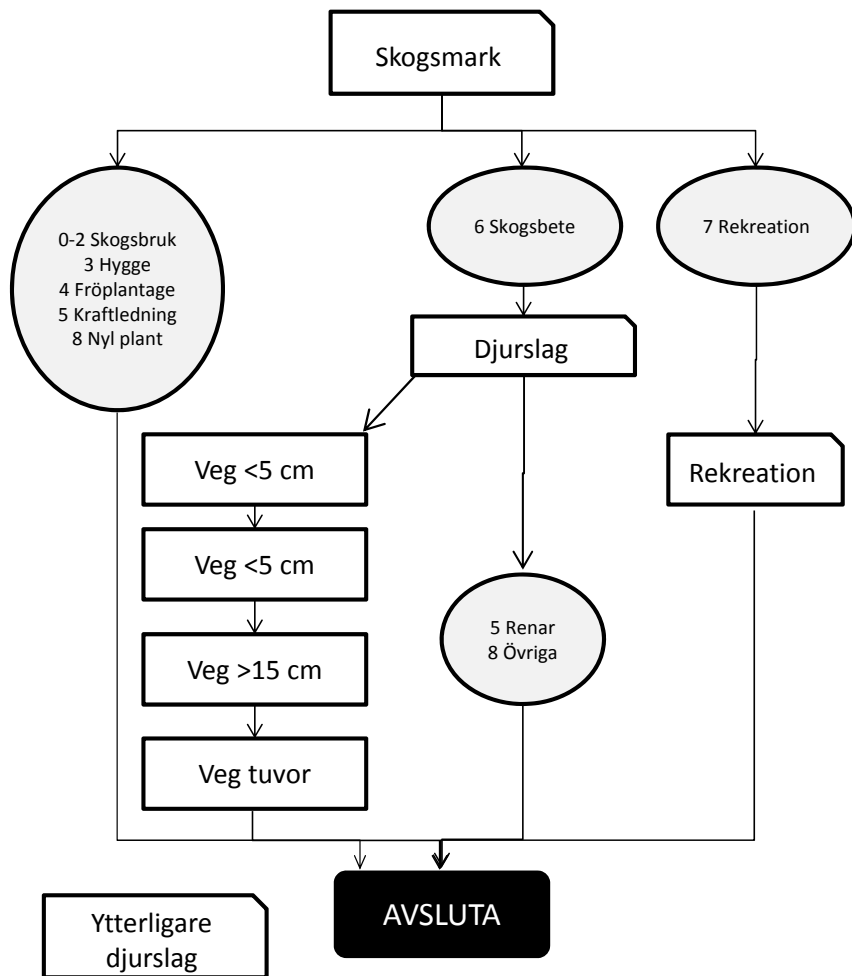 Skogsmark
0-2 Skogsbruk
3 Hygge
4 Fröplantage
5 Kraftledning
8 Nyl plant
6 Skogsbete
7 Rekreation
Djurslag
Veg <5 cm
Rekreation
Veg <5 cm
5 Renar
8 Övriga
Veg >15 cm
Veg tuvor
AVSLUTA
Ytterligare
djurslag